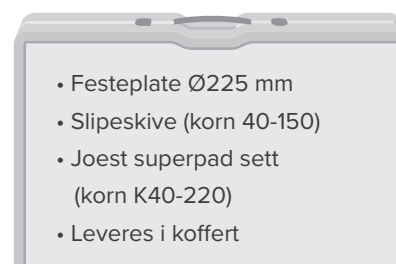 • Festeplate Ø225 mm
• Slipeskive (korn 40-150)
• Joest superpad sett
(korn K40-220)
• Leveres i koffert